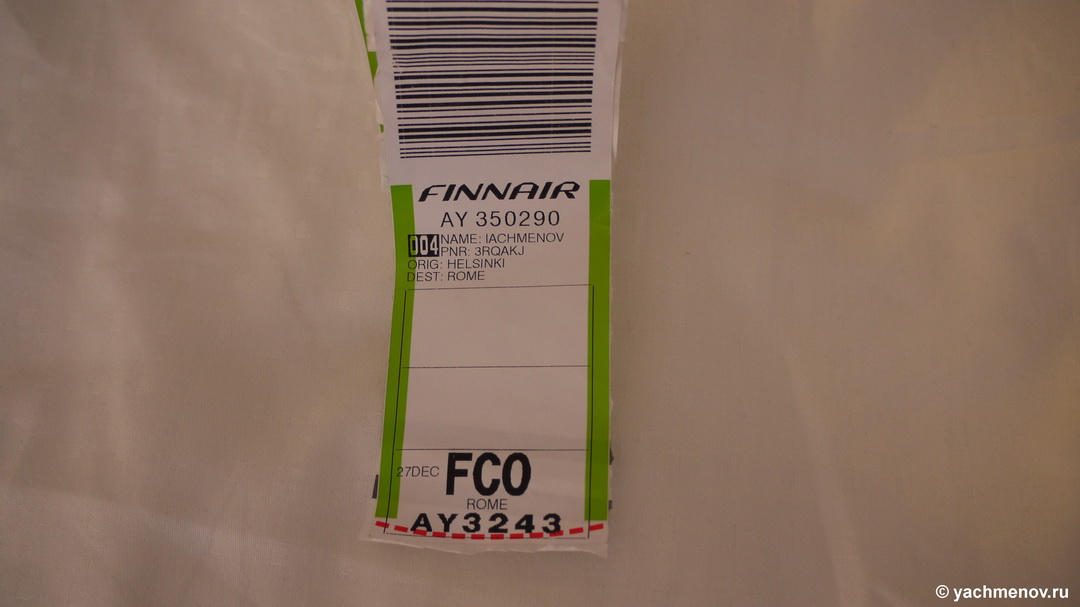 FINNAIR
AY 350290
004 NAME: IACHMENOV
PNR: 3RQAKJ
ORIG: HELSINKI
DEST: ROME
27DEC FCO
ROME
AY3243
© yachmenov.ru